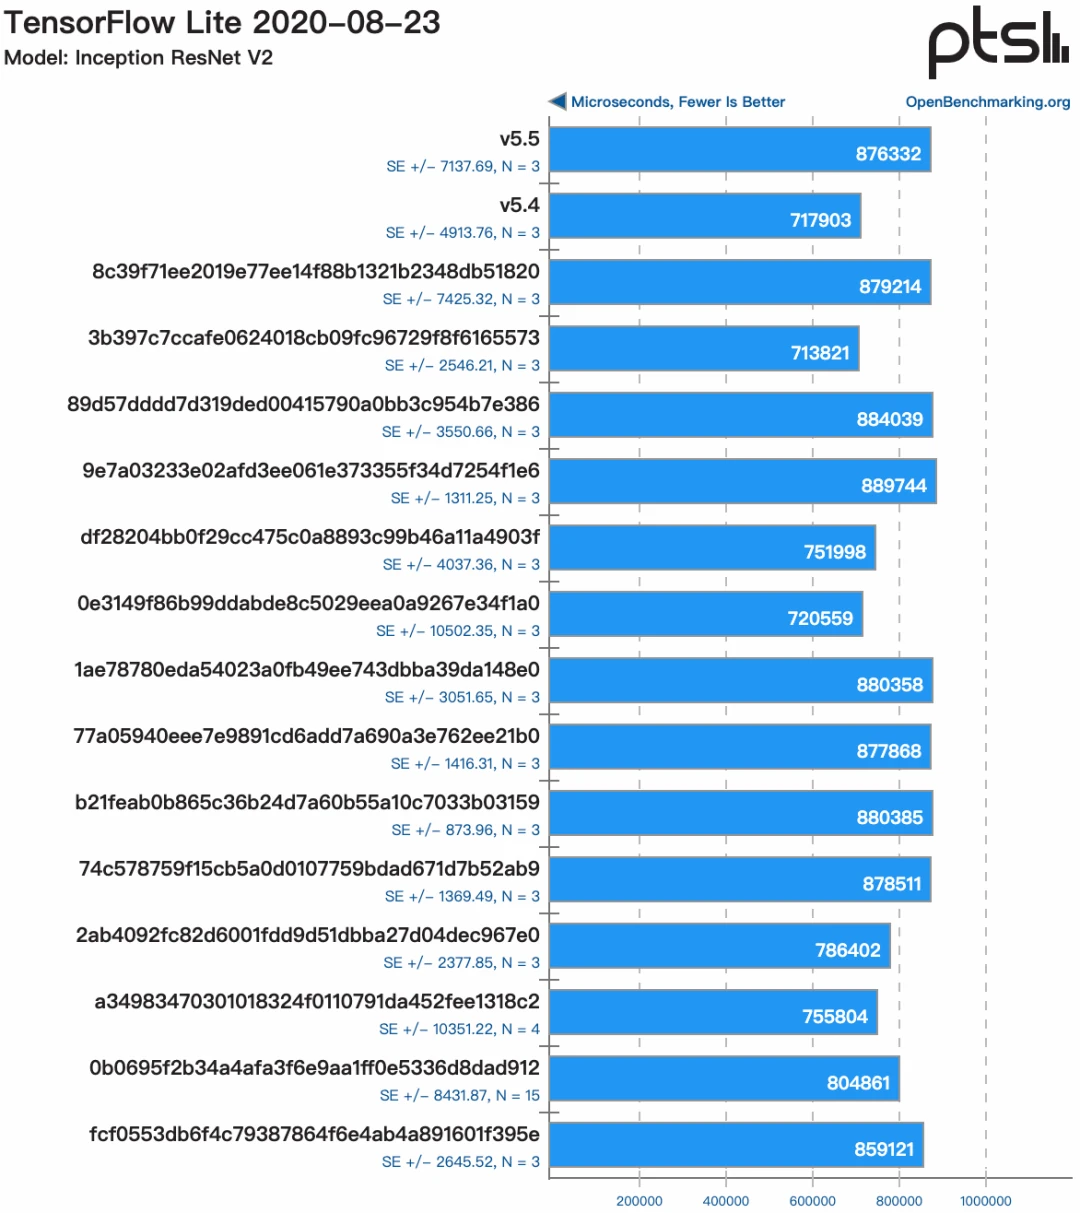 TensorFlow Lite 2020-08-23
Model: Inception ResNet V2
ptsl
Microseconds, Fewer Is Better
OpenBenchmarking.org
v5.5
SE +/- 7137.69, N = 3
876332
v5.4
SE +/- 4913.76, N = 3
717903
8c39f71ee2019e77ee14f88b1321b2348db51820
SE +/- 7425.32, N = 3
879214
3b397c7ccafe0624018cb09fc96729f8f6165573
SE +/- 2546.21, N = 3
713821
89d57dddd7d319ded00415790a0bb3c954b7e386
SE +/- 3550.66, N = 3
884039
9e7a03233e02afd3ee061e373355f34d7254f1e6
SE +/- 1311.25, N = 3
889744
df28204bb0f29cc475c0a8893c99b46a11a4903f
SE +/- 4037.36, N = 3
751998
0e3149f86b99ddabde8c5029eea0a9267e34f1a0
SE +/- 10502.35, N = 3
720559
1ae78780eda54023a0fb49ee743dbba39da148e0
SE +/- 3051.65, N = 3
880358
77a05940eee7e9891cd6add7a690a3e762ee21b0
SE +/- 1416.31, N = 3
877868
b21feab0b865c36b24d7a60b55a10c7033b03159
SE +/- 873.96, N = 3
880385
74c578759f15cb5a0d0107759bdad671d7b52ab9
SE +/- 1369.49, N = 3
878511
2ab4092fc82d6001fdd9d51dbba27d04dec967e0
SE +/- 2377.85, N = 3
786402
a34983470301018324f0110791da452fee1318c2
SE +/- 10351.22, N = 4
755804
0b0695f2b34a4afa3f6e9aa1ff0e5336d8dad912
SE +/- 8431.87, N = 15
804861
fcf0553db6f4c79387864f6e4ab4a891601f395e
SE +/- 2645.52, N = 3
859121
200000 400000 600000 800000 1000000